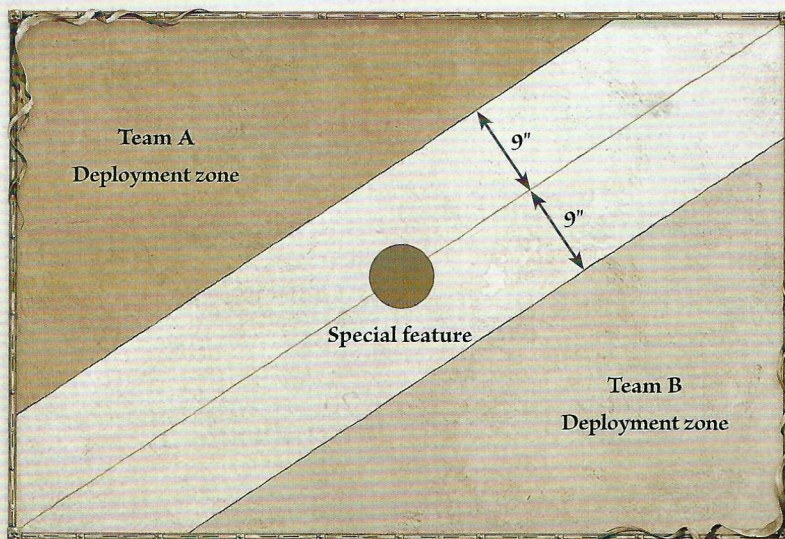 Team A
Deployment zone
9"
9"
Special feature
Team B
Deployment zone